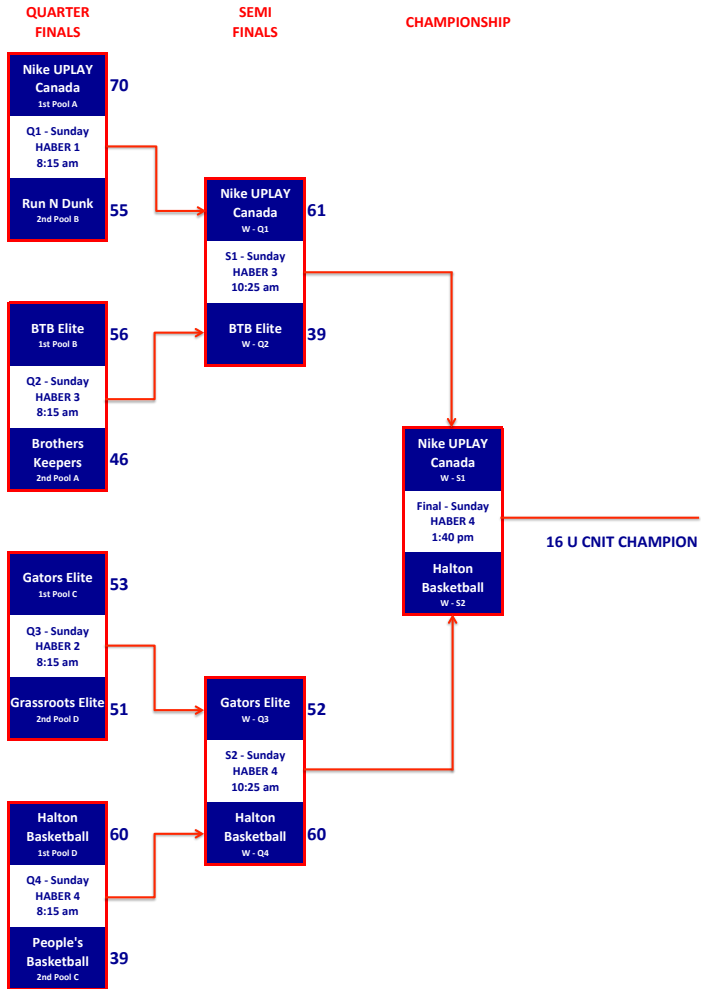 QUARTER
FINALS
SEMI
FINALS
CHAMPIONSHIP
Nike UPLAY
Canada
1st Pool A
70
Q1 - Sunday
HABER 1
8:15 am
Run N Dunk
2nd Pool B
55
BTB Elite
1st Pool B
56
Q2 - Sunday
HABER 3
8:15 am
Brothers
Keepers
2nd Pool A
46
Gators Elite
1st Pool C
53
Q3 - Sunday
HABER 2
8:15 am
Grassroots Elite
2nd Pool D
51
Halton
Basketball
1st Pool D
60
Q4 - Sunday
HABER 4
8:15 am
People's
Basketball
2nd Pool C
39
Nike UPLAY
Canada
W - Q1
61
S1 - Sunday
HABER 3
10:25 am
BTB Elite
W - Q2
39
Gators Elite
W - Q3
52
S2 - Sunday
HABER 4
10:25 am
Halton
Basketball
W - Q4
60
Nike UPLAY
Canada
W - S1
Final - Sunday
HABER 4
1:40 pm
Halton
Basketball
W - S2
16 U CNIT CHAMPION